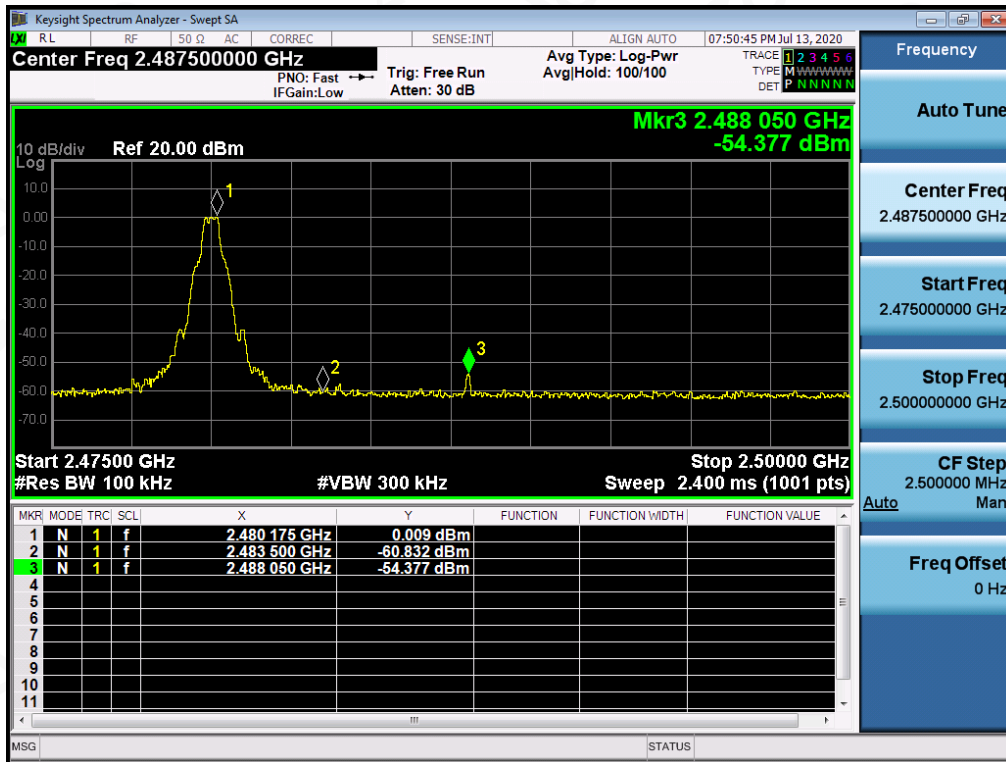 Keysight Spectrum Analyzer - Swept SA
LXI RL RF 50 Ω AC CORREC SENSE:INT ALIGN AUTO 07:50:45 PM Jul 13, 2020
Center Freq 2.487500000 GHz
PNO: Fast
IFGain:Low
Trig: Free Run
Atten: 30 dB
Avg Type: Log-Pwr
Avg|Hold: 100/100
TRACE 1 2 3 4 5 6
TYPE M WWWWW
DET P N N N N N
Mkr3 2.488 050 GHz
-54.377 dBm
10 dB/div Ref 20.00 dBm
Log
10.0
0.00
-10.0
-20.0
-30.0
-40.0
-50.0
-60.0
-70.0
1
2
3
Start 2.47500 GHz Stop 2.50000 GHz
#Res BW 100 kHz #VBW 300 kHz Sweep 2.400 ms (1001 pts)
MKR MODE TRC SCL X Y FUNCTION FUNCTION WIDTH FUNCTION VALUE
1 N 1 f 2.480 175 GHz 0.009 dBm
2 N 1 f 2.483 500 GHz -60.832 dBm
3 N 1 f 2.488 050 GHz -54.377 dBm
4
5
6
7
8
9
10
11
MSG STATUS
Frequency
Auto Tune
Center Freq
2.487500000 GHz
Start Freq
2.475000000 GHz
Stop Freq
2.500000000 GHz
CF Step
2.500000 MHz
Auto Man
Freq Offset
0 Hz